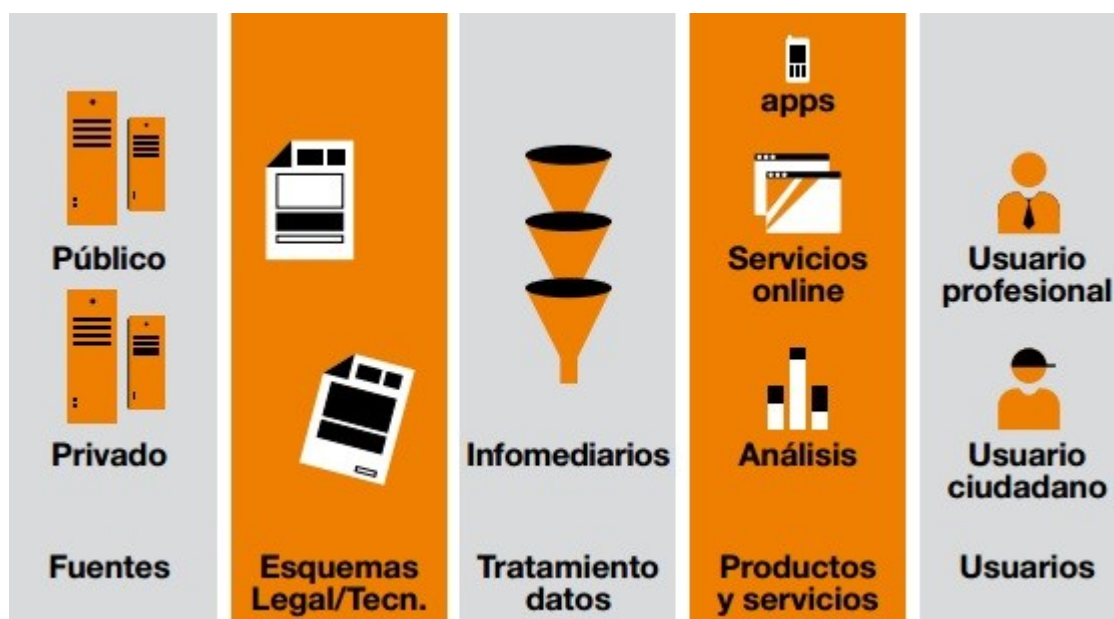 Público
Privado
Fuentes
Esquemas
Legal/Tecn.
Infomediarios
Tratamiento
datos
apps
Servicios
online
Análisis
Productos
y servicios
Usuario
profesional
Usuario
ciudadano
Usuarios